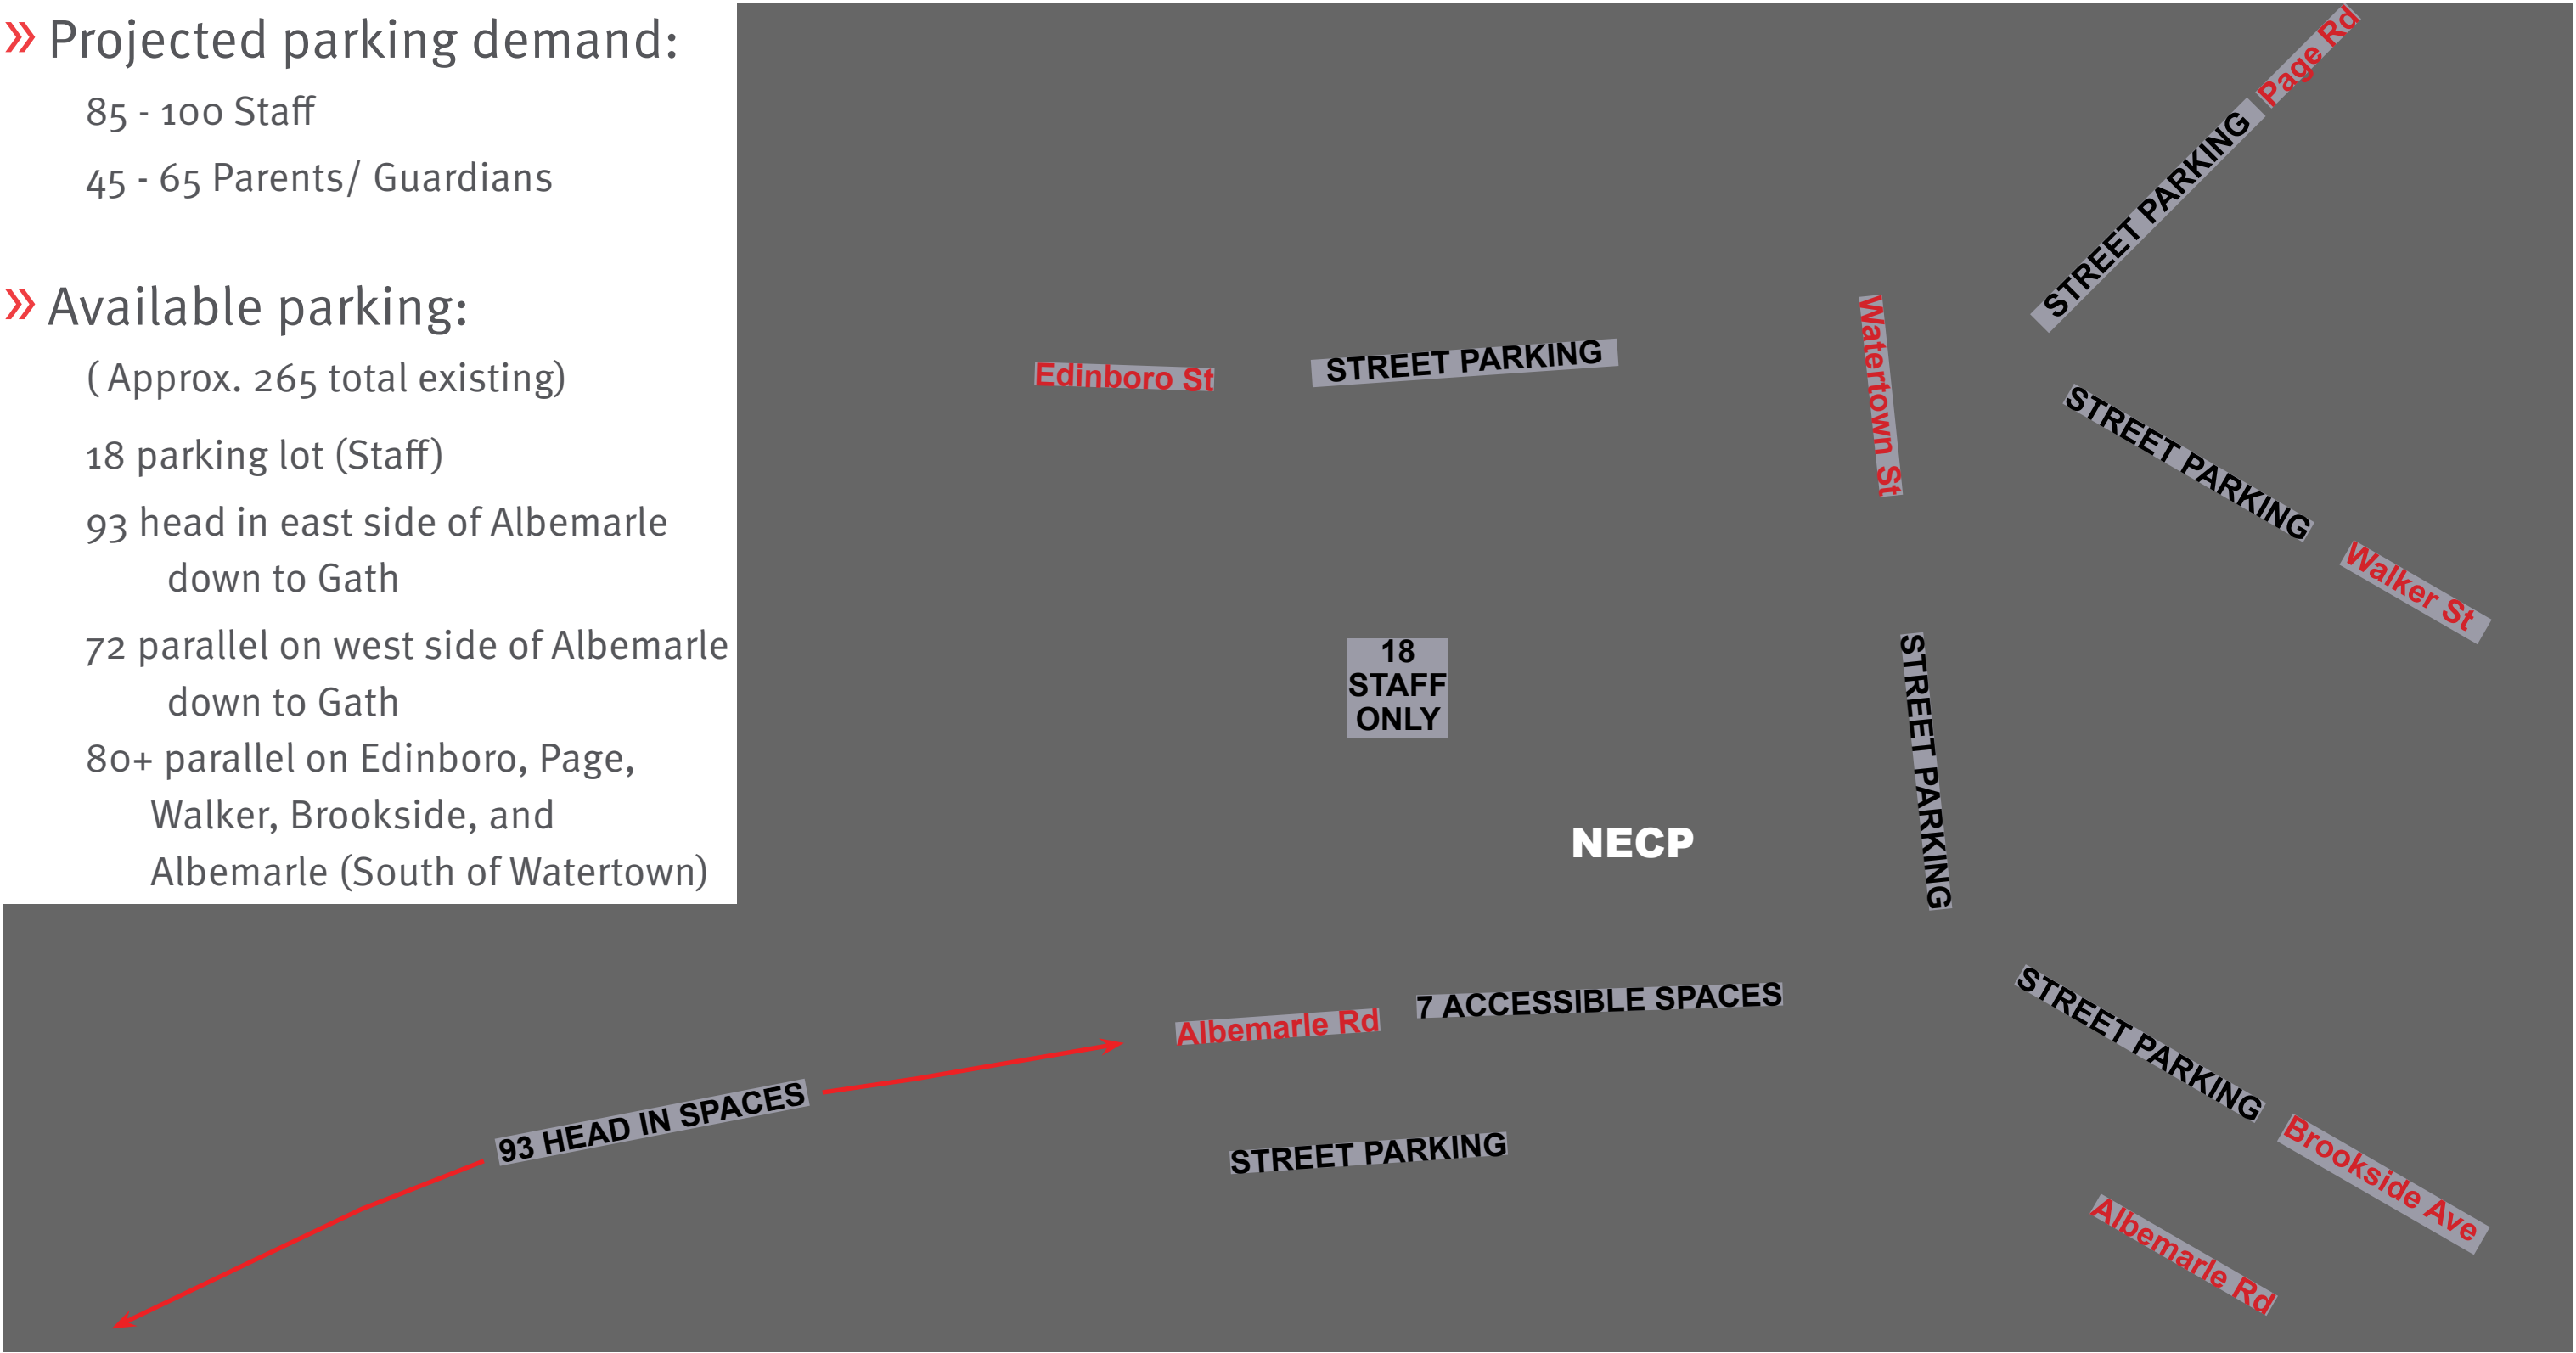 » Projected parking demand:
85 - 100 Staff
45 - 65 Parents/ Guardians
» Available parking:
( Approx. 265 total existing)
18 parking lot (Staff)
93 head in east side of Albemarle
down to Gath
72 parallel on west side of Albemarle
down to Gath
80+ parallel on Edinboro, Page,
Walker, Brookside, and
Albemarle (South of Watertown)
Page Rd
STREET PARKING
Edinboro St
STREET PARKING
Watertown St
STREET PARKING
Walker St
18
STAFF
ONLY
STREET PARKING
NECP
7 ACCESSIBLE SPACES
Albemarle Rd
93 HEAD IN SPACES
STREET PARKING
STREET PARKING
Brookside Ave
Albemarle Rd